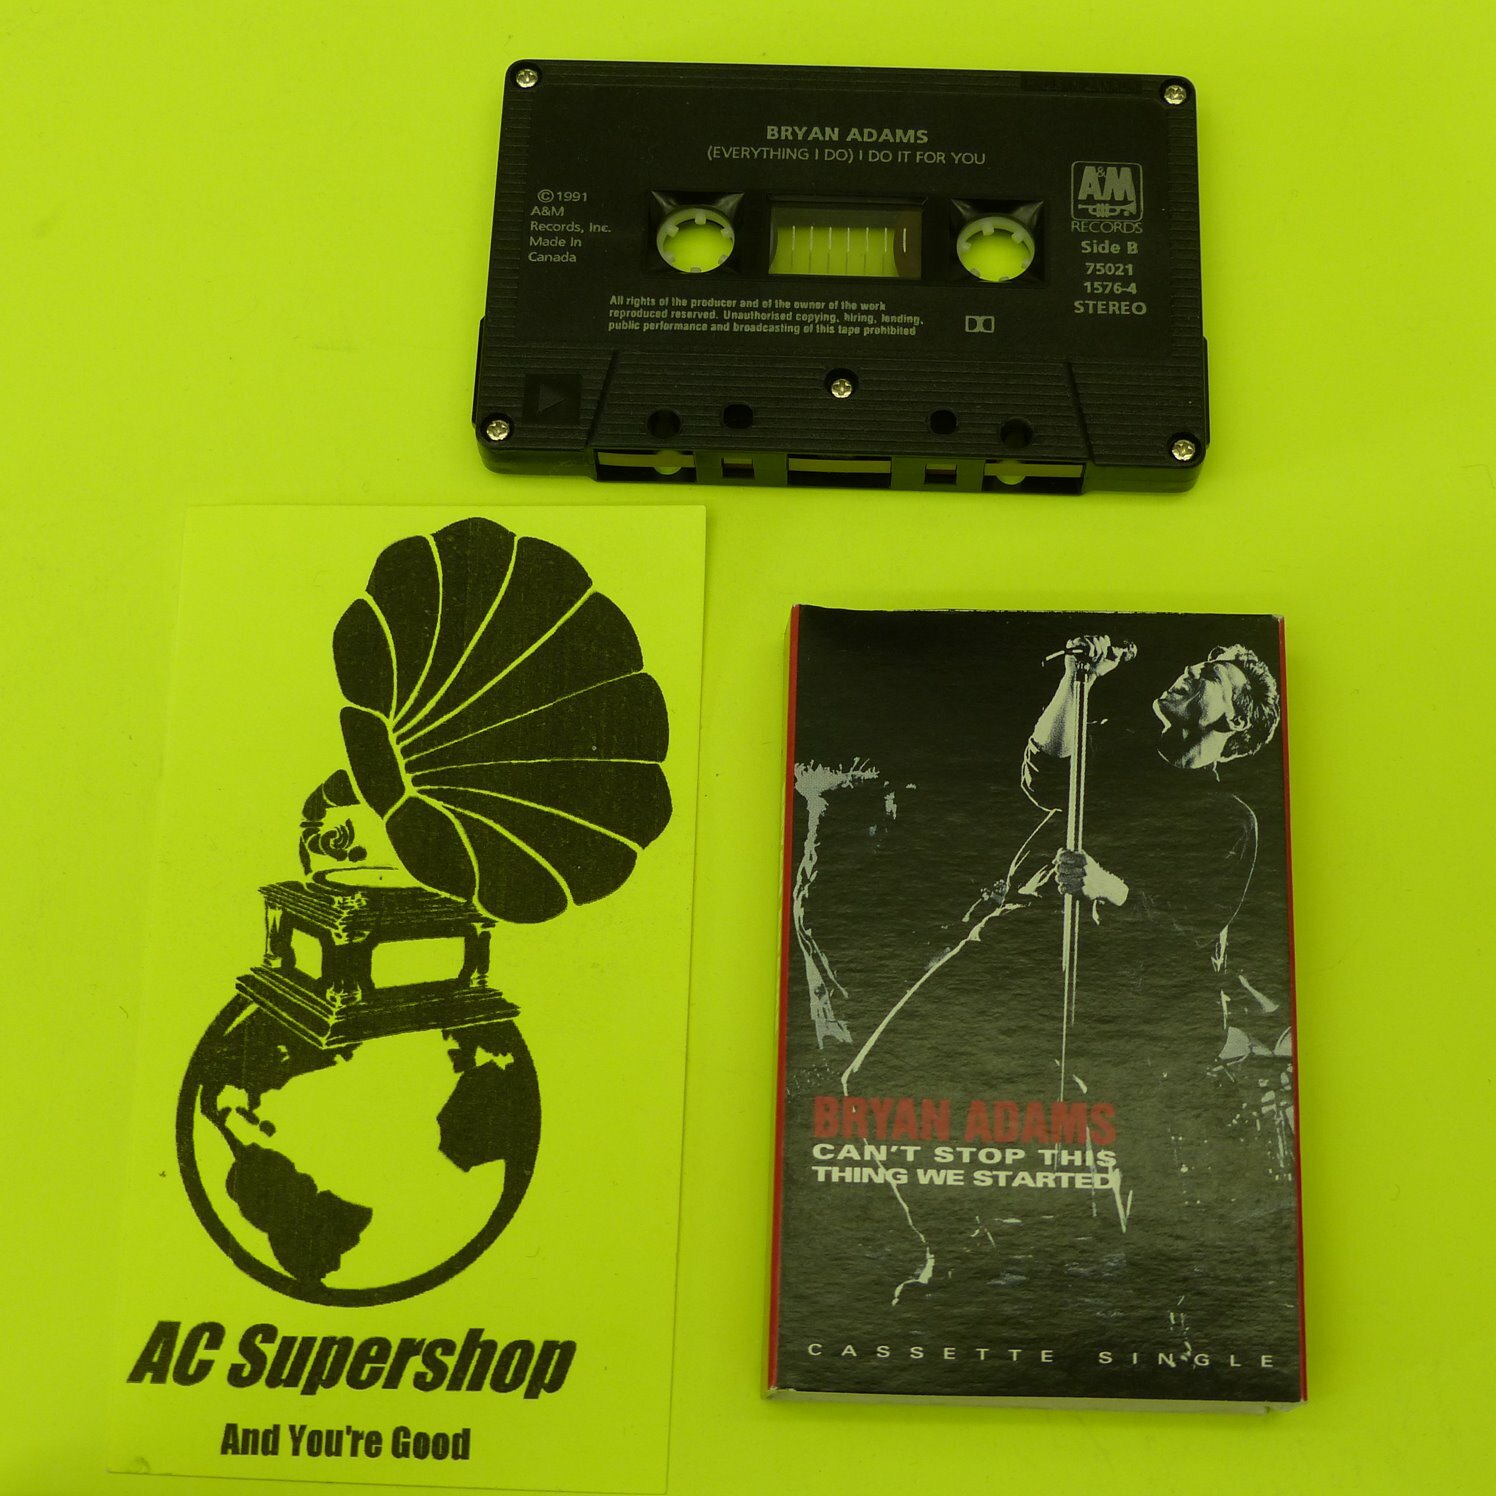 BRYAN ADAMS
(EVERYTHING I DO) I DO IT FOR YOU
©1991
A&M
Records, Inc.
Made In
Canada
A&M
RECORDS
Side B
75021
1576-4
STEREO
All rights of the producer and of the owner of the work
reproduced reserved. Unauthorised copying, hiring, lending,
public performance and broadcasting of this tape prohibited
BRYAN ADAMS
CAN'T STOP THIS
THING WE STARTED
CASSETTE SINGLE
AC Supershop
And You're Good